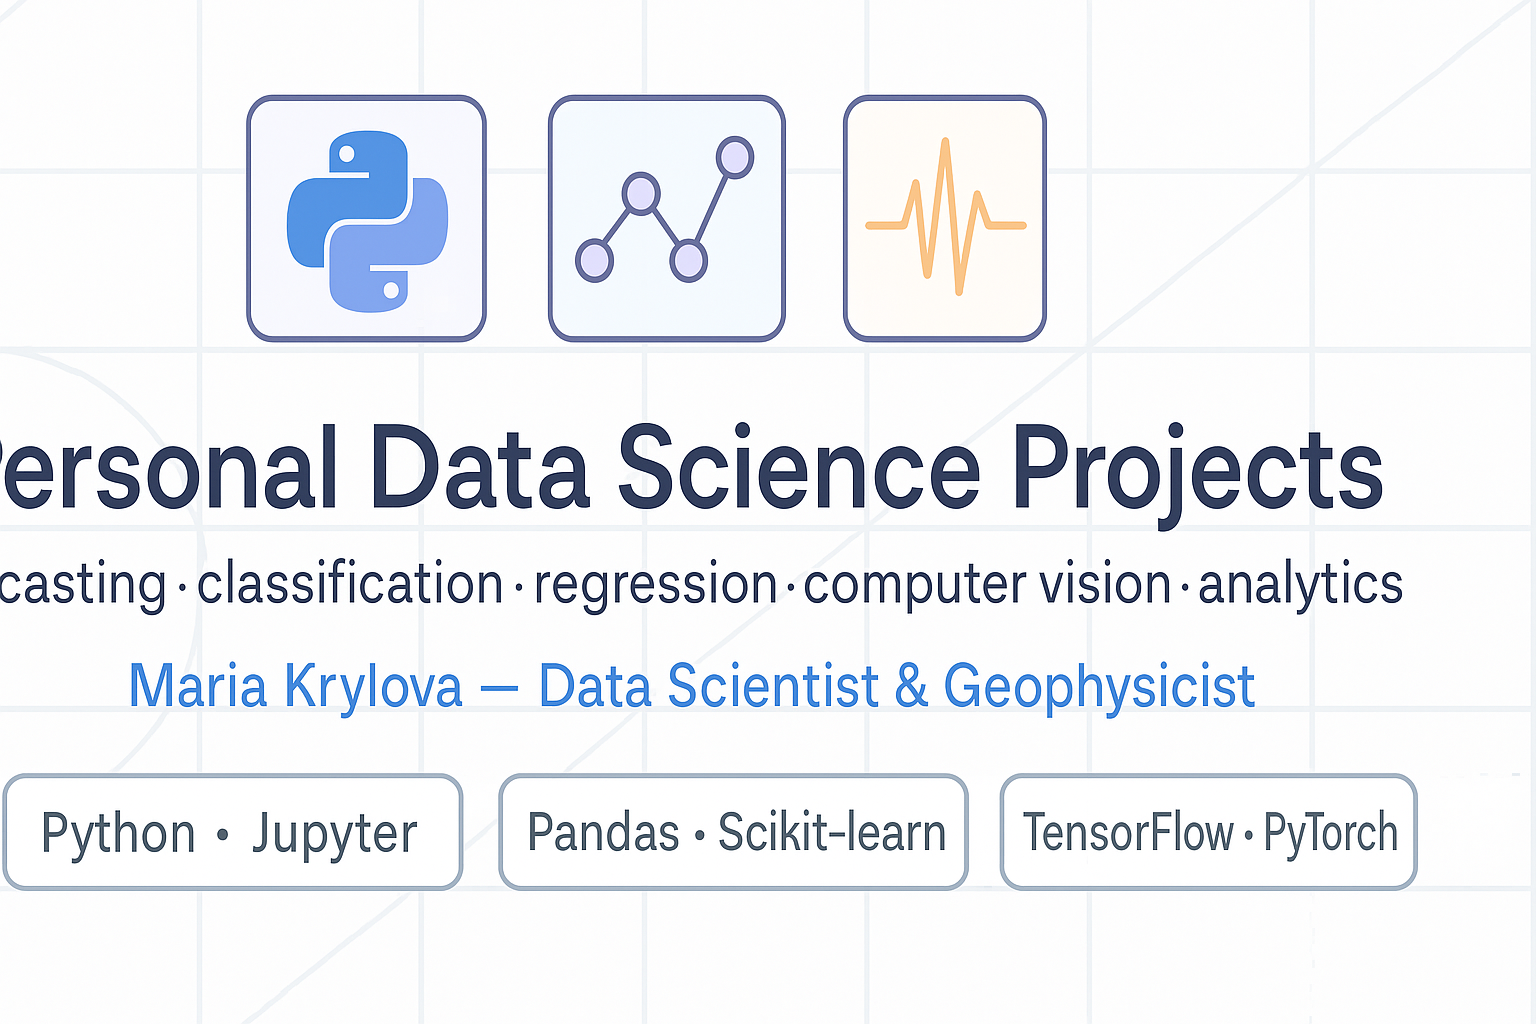 Personal Data Science Projects
casting · classification · regression · computer vision · analytics
Maria Krylova — Data Scientist & Geophysicist
Python • Jupyter
Pandas • Scikit-learn
TensorFlow • PyTorch